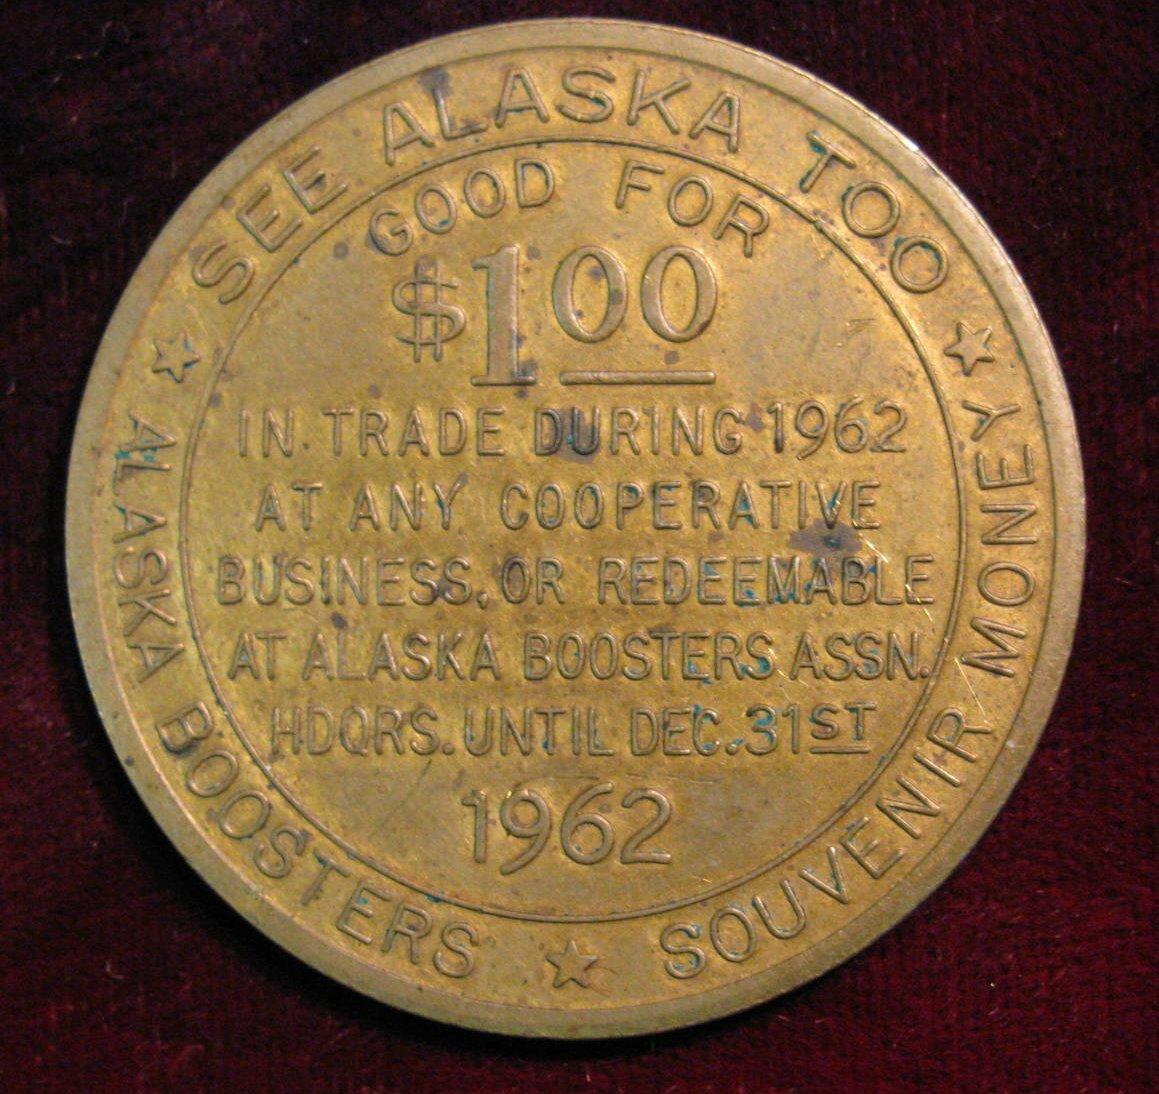 SEE ALASKA TOO
GOOD FOR
$1.00
IN TRADE DURING 1962
AT ANY COOPERATIVE
BUSINESS, OR REDEEMABLE
AT ALASKA BOOSTERS ASSN.
HDQRS. UNTIL DEC. 31ST
1962
ALASKA BOOSTERS
SOUVENIR MONEY